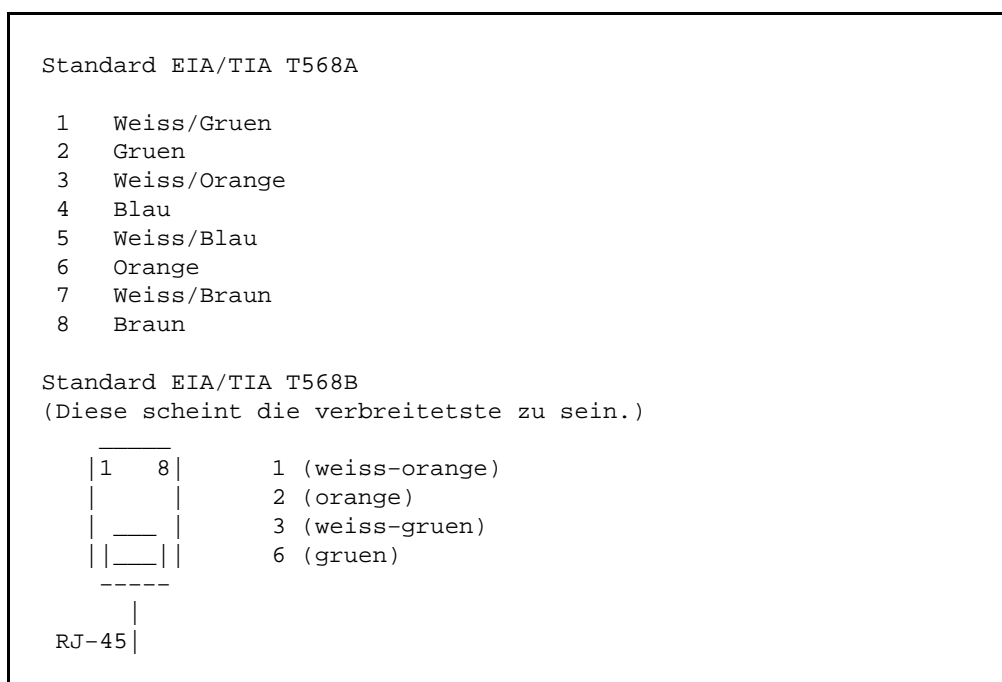 Standard EIA/TIA T568A
1 Weiss/Gruen
2 Gruen
3 Weiss/Orange
4 Blau
5 Weiss/Blau
6 Orange
7 Weiss/Braun
8 Braun
Standard EIA/TIA T568B
(Diese scheint die verbreitetste zu sein.)
|1 8| 1 (weiss-orange)
| | 2 (orange)
| ___ | 3 (weiss-gruen)
||___|| 6 (gruen)
-----
|
RJ-45|